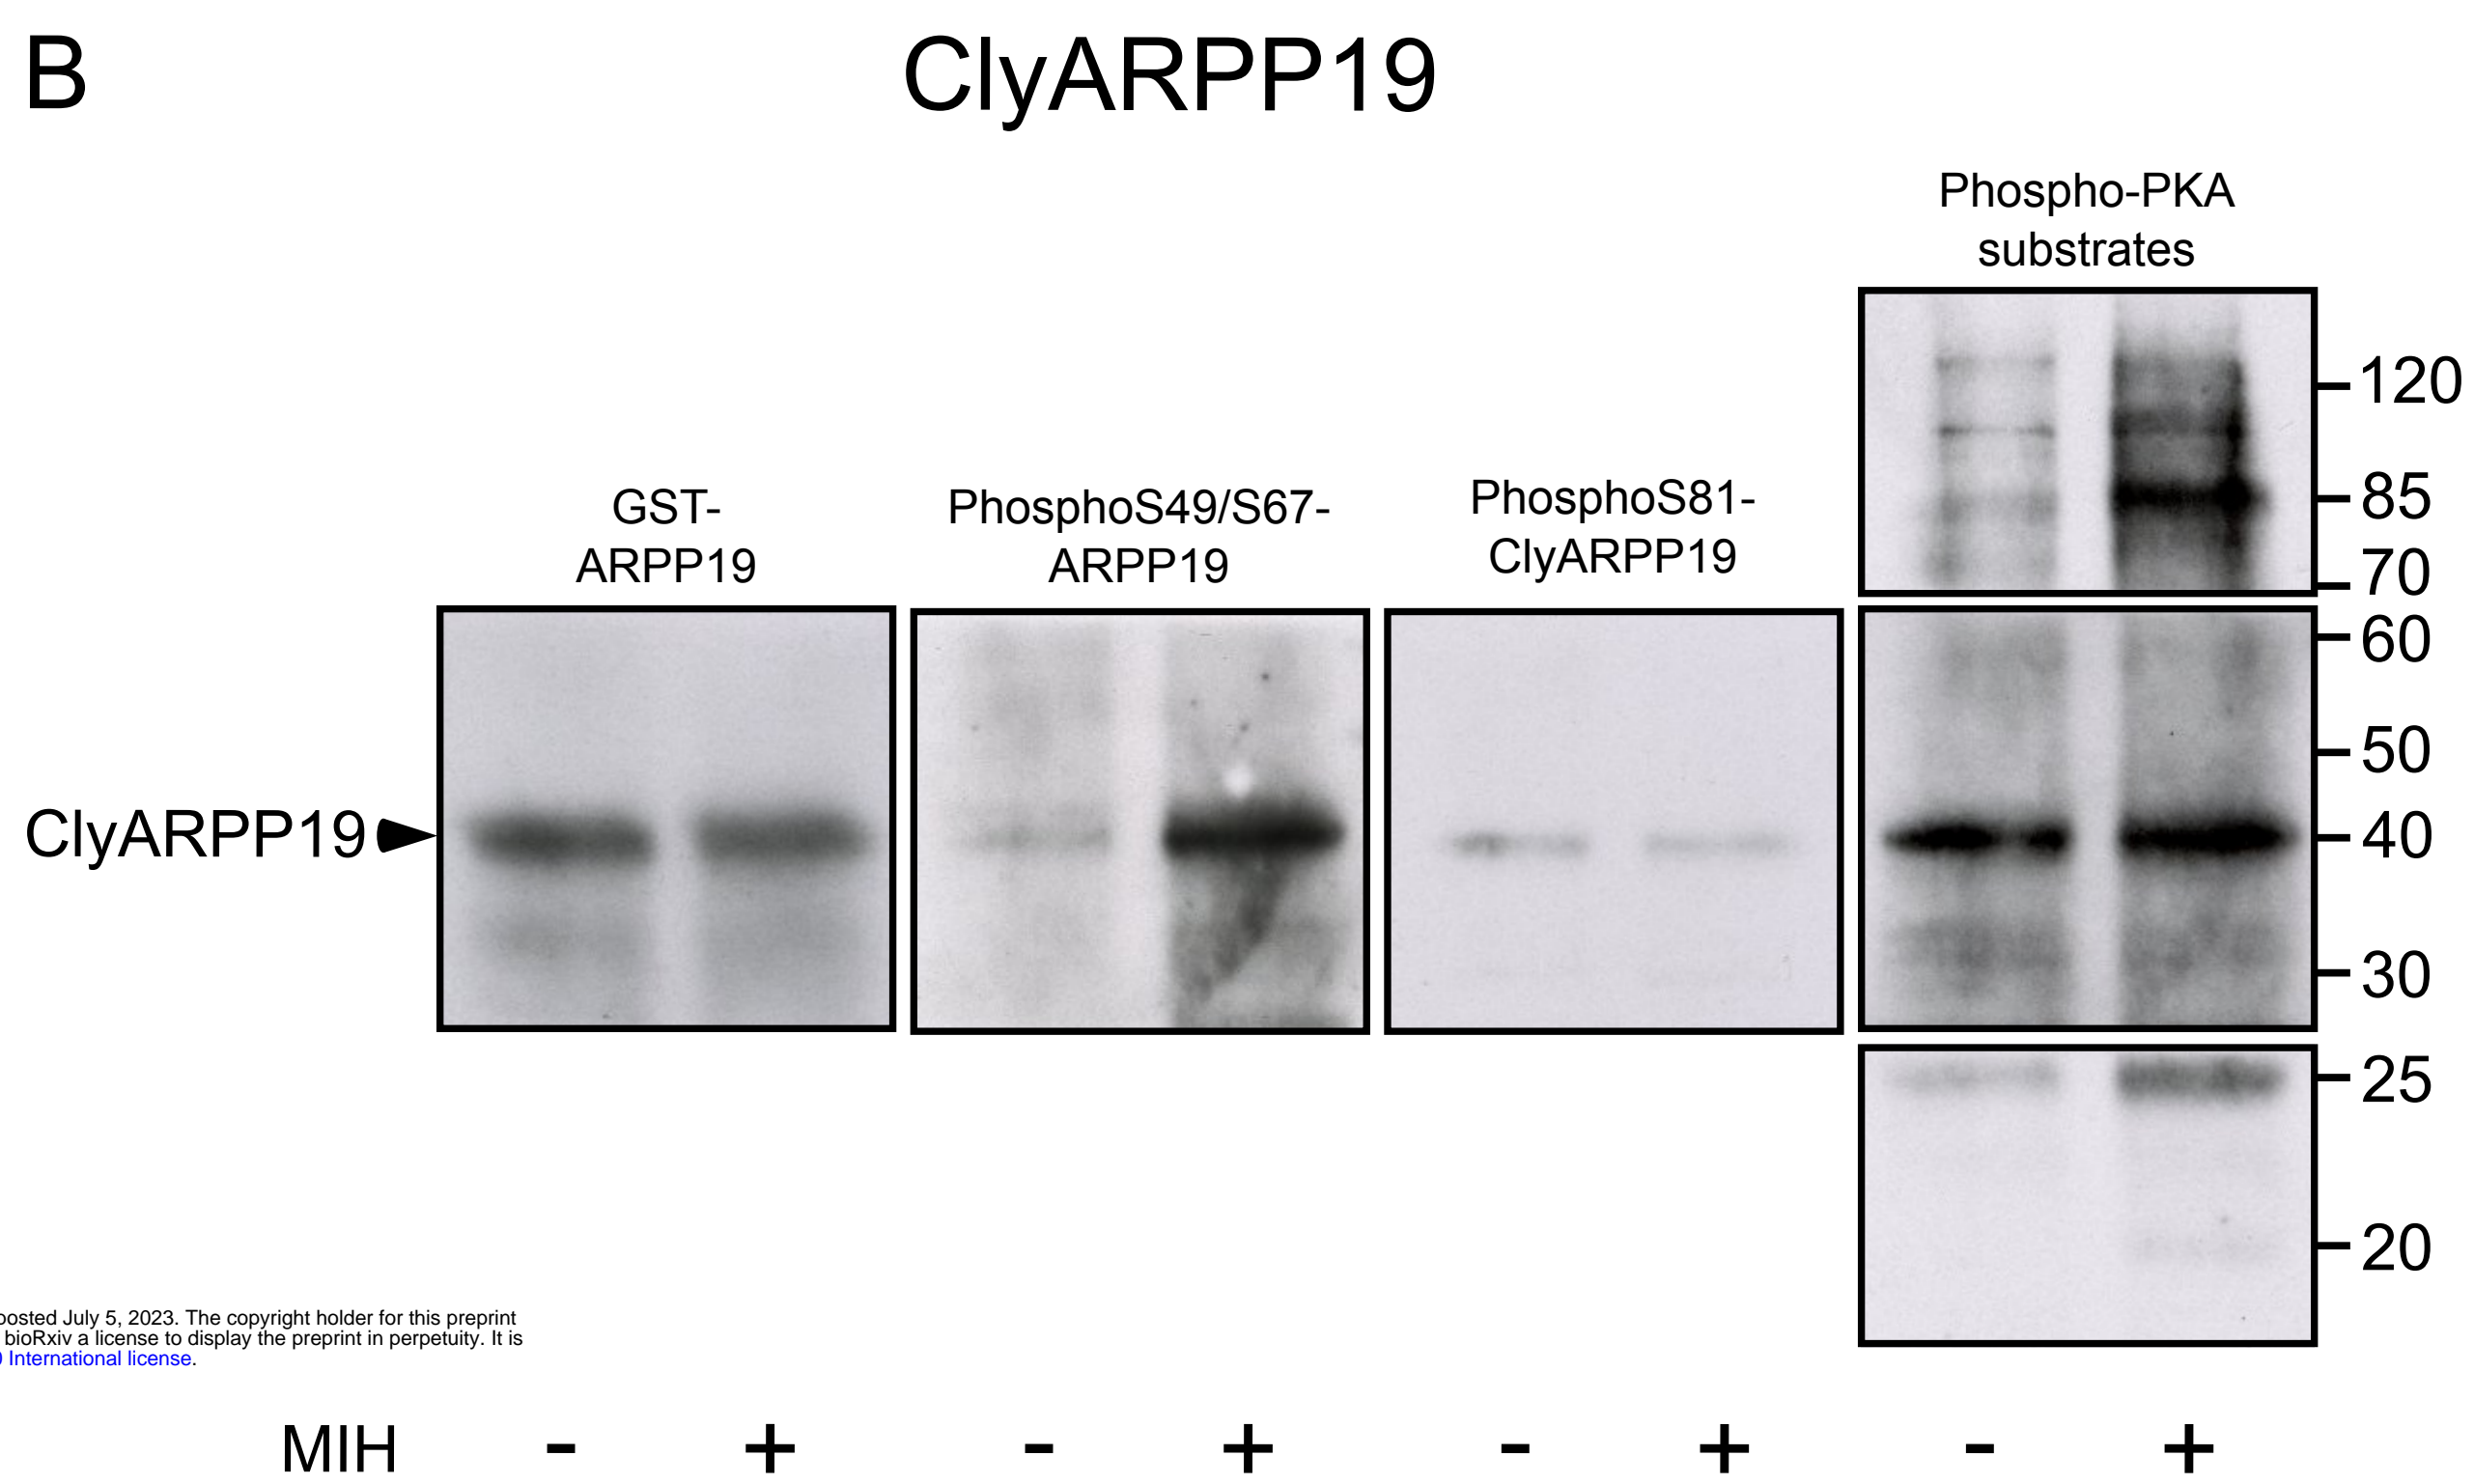 B
ClyARPP19
Phospho-PKA
substrates
GST-
ARPP19
PhosphoS49/S67-
ARPP19
PhosphoS81-
ClyARPP19
120
85
70
60
50
ClyARPP19
40
30
25
20
posted July 5, 2023. The copyright holder for this preprint
bioRxiv a license to display the preprint in perpetuity. It is
International license.
MIH - + - + - + - +